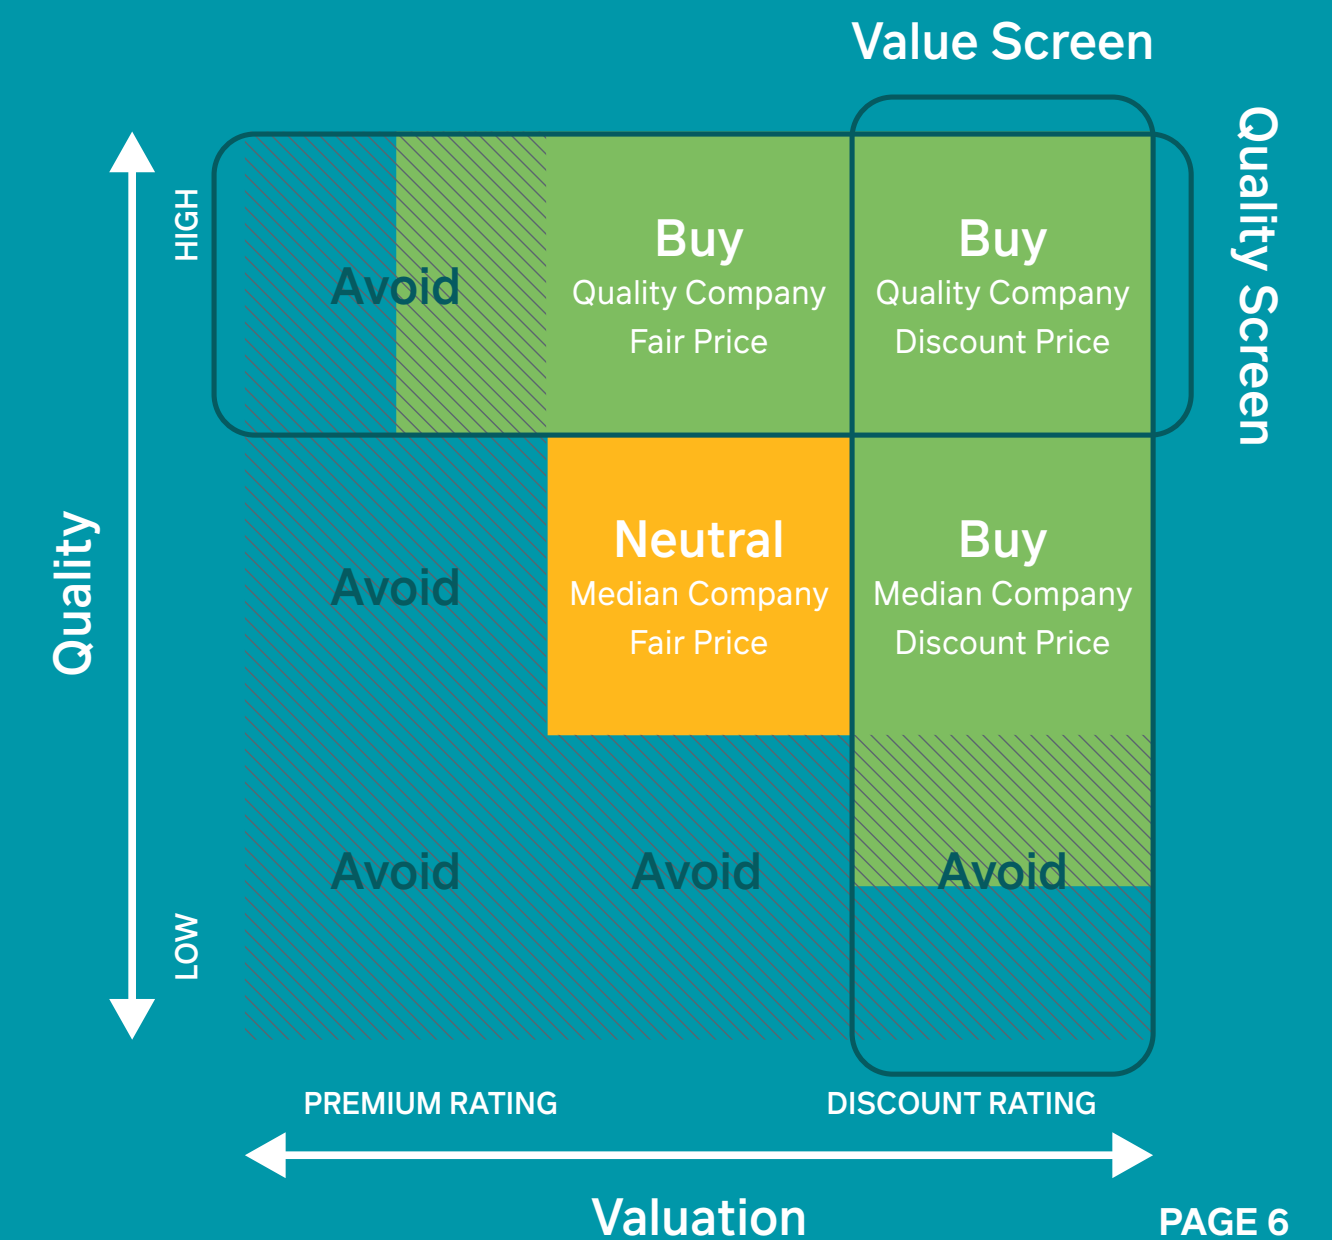 Value Screen
Quality Screen
Quality
HIGH
LOW
Avoid
Buy
Quality Company
Fair Price
Buy
Quality Company
Discount Price
Avoid
Neutral
Median Company
Fair Price
Buy
Median Company
Discount Price
Avoid
Avoid
Avoid
PREMIUM RATING
DISCOUNT RATING
Valuation
PAGE 6